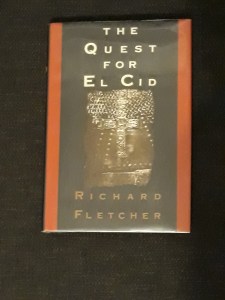 THE
QUEST
FOR
EL CID
RICHARD
FLETCHER